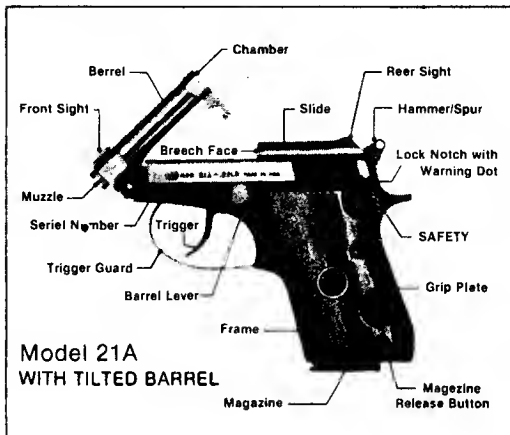 Chamber
Berrel
Reer Sight
Front Sight
Slide
Hammer/Spur
Breech Face
Lock Notch with
Warning Dot
Muzzle
Seriel Number
Trigger
SAFETY
Trigger Guard
Barrel Lever
Grip Plate
Frame
Model 21A
WITH TILTED BARREL
Magazine
Magezine
Release Button